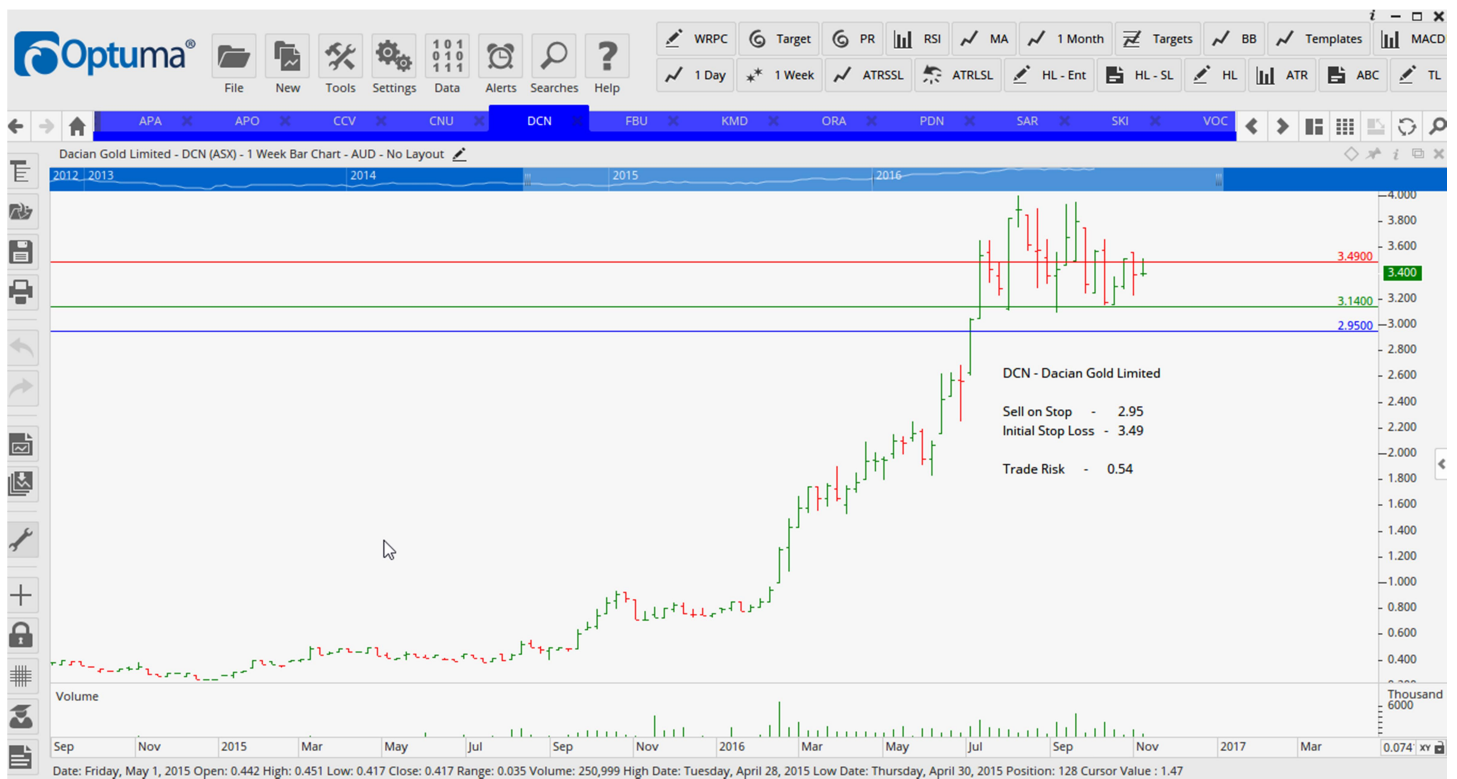 Optuma®
File New Tools Settings Data Alerts Searches Help
WRPC Target PR RSI MA 1 Month Targets BB Templates MACD
1 Day 1 Week ATRSSL ATRLSL HL - Ent HL - SL HL ATR ABC TL
APA APO CCV CNU DCN FBU KMD ORA PDN SAR SKI VOC
Dacian Gold Limited - DCN (ASX) - 1 Week Bar Chart - AUD - No Layout
2012 2013 2014 2015 2016
4.000
3.800
3.600
3.4900
3.400
3.200
3.1400
2.9500
3.000
2.800
DCN - Dacian Gold Limited
2.600
2.400
Sell on Stop - 2.95
2.200
Initial Stop Loss - 3.49
2.000
Trade Risk - 0.54
1.800
1.600
1.400
1.200
1.000
0.800
0.600
0.400
Volume
Thousand
6000
Sep Nov 2015 Mar May Jul Sep Nov 2016 Mar May Jul Sep Nov 2017 Mar 0.074 XY
Date: Friday, May 1, 2015 Open: 0.442 High: 0.451 Low: 0.417 Close: 0.417 Range: 0.035 Volume: 250,999 High Date: Tuesday, April 28, 2015 Low Date: Thursday, April 30, 2015 Position: 128 Cursor Value : 1.47